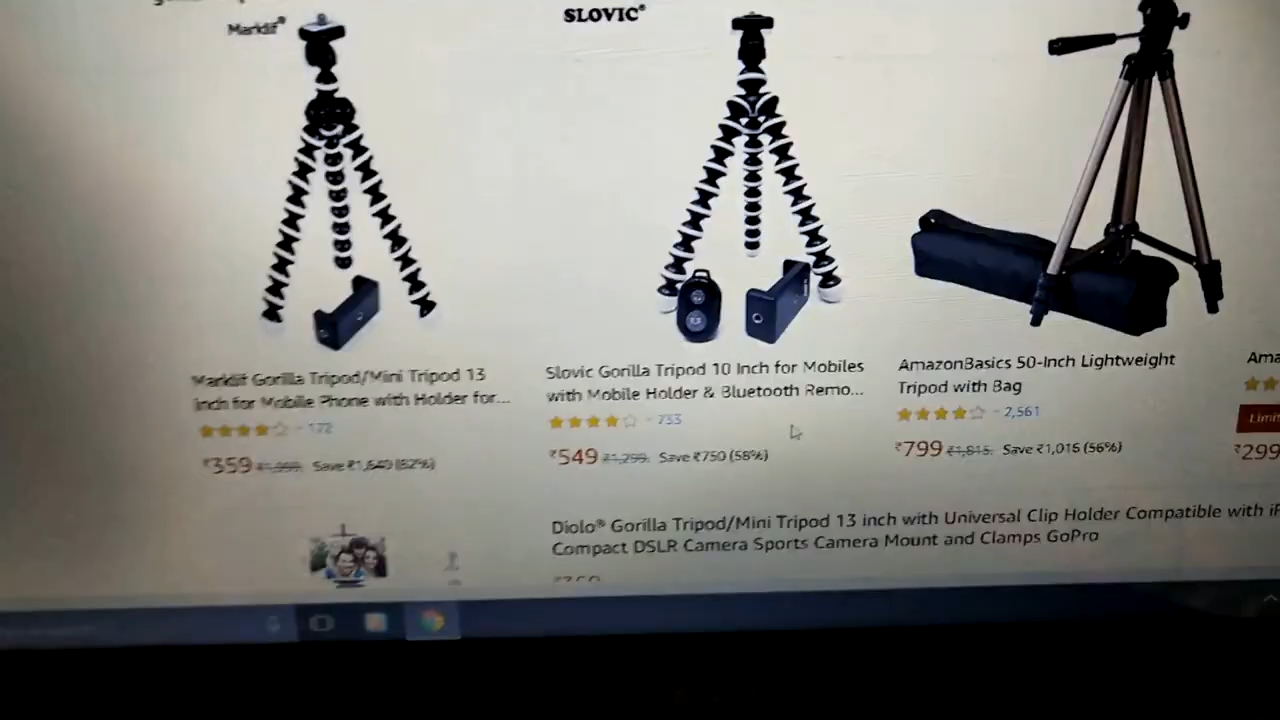 Marklif®
SLOVIC®
Marklif Gorilla Tripod/Mini Tripod 13
Inch for Mobile Phone with Holder for...
172
₹359 ₹1,999 Save ₹1,640 (82%)
Slovic Gorilla Tripod 10 Inch for Mobiles
with Mobile Holder & Bluetooth Remo...
733
₹549 ₹1,299 Save ₹750 (58%)
AmazonBasics 50-Inch Lightweight
Tripod with Bag
2,561
₹799 ₹1,815 Save ₹1,016 (56%)
Ama
Limi
₹299
Diolo® Gorilla Tripod/Mini Tripod 13 inch with Universal Clip Holder Compatible with iP
Compact DSLR Camera Sports Camera Mount and Clamps GoPro